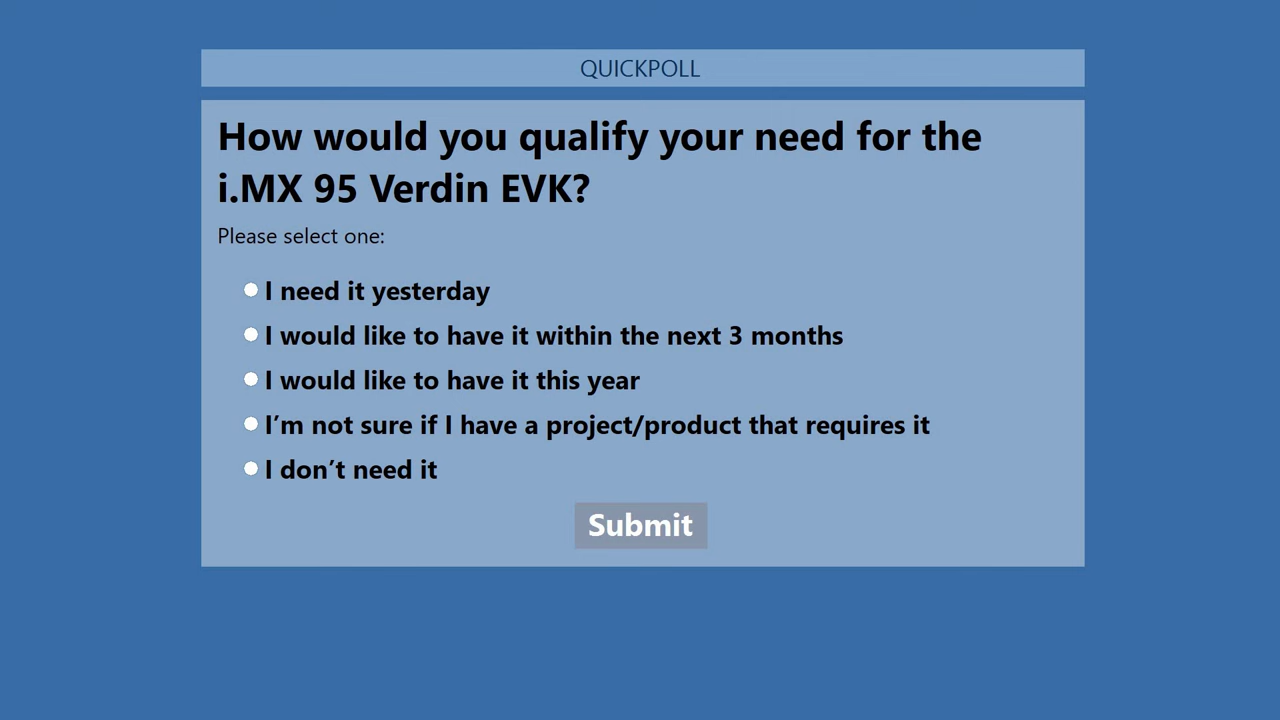 QUICKPOLL
How would you qualify your need for the
i.MX 95 Verdin EVK?
Please select one:
I need it yesterday
I would like to have it within the next 3 months
I would like to have it this year
I’m not sure if I have a project/product that requires it
I don’t need it
Submit